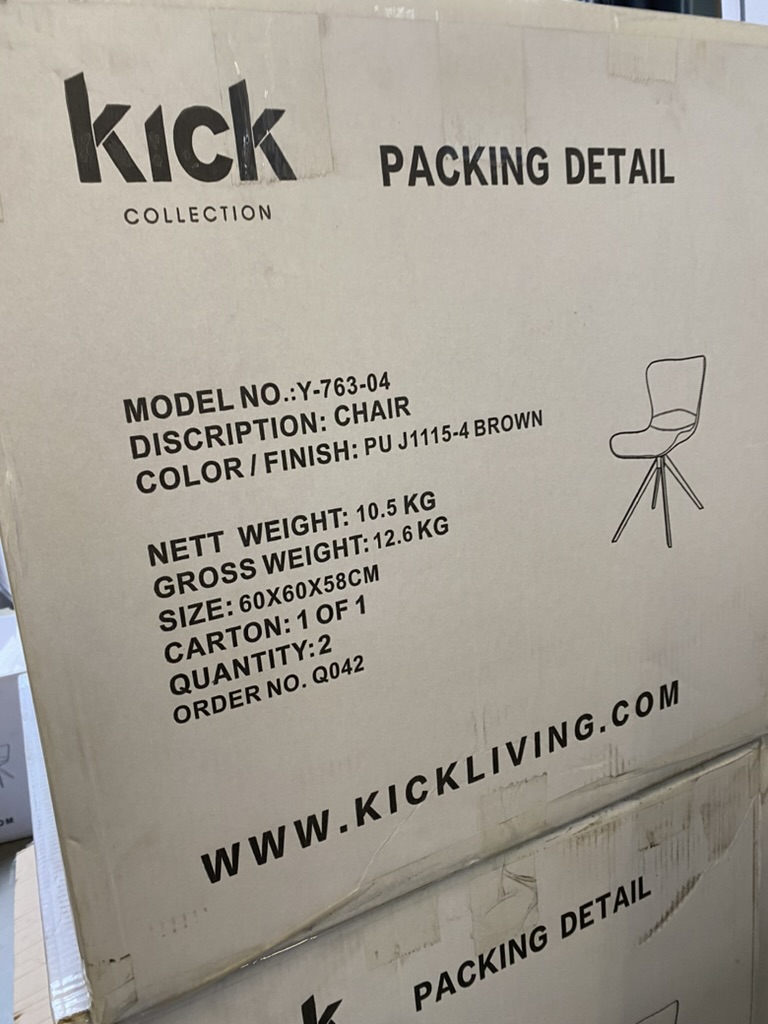 kick
COLLECTION
PACKING DETAIL
MODEL NO.:Y-763-04
DISCRIPTION: CHAIR
COLOR / FINISH: PU J1115-4 BROWN
NETT WEIGHT: 10.5 KG
GROSS WEIGHT: 12.6 KG
SIZE: 60X60X58CM
CARTON: 1 OF 1
QUANTITY: 2
ORDER NO. Q042
WWW.KICKLIVING.COM
PACKING DETAIL